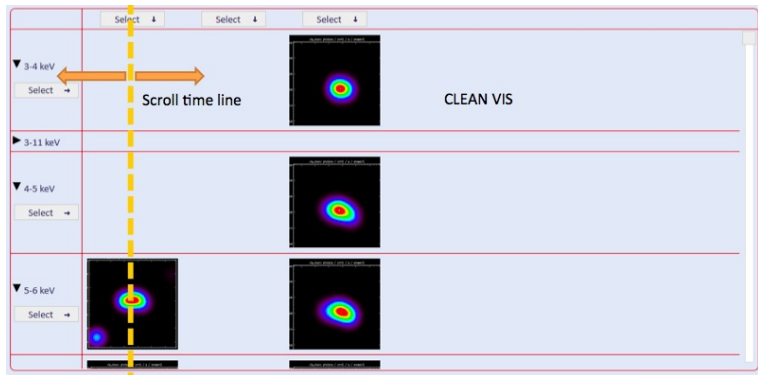 Select ↓ Select ↓ Select ↓
▼ 3-4 keV
Select →
Scroll time line
CLEAN VIS
▶ 3-11 keV
▼ 4-5 keV
Select →
▼ 5-6 keV
Select →